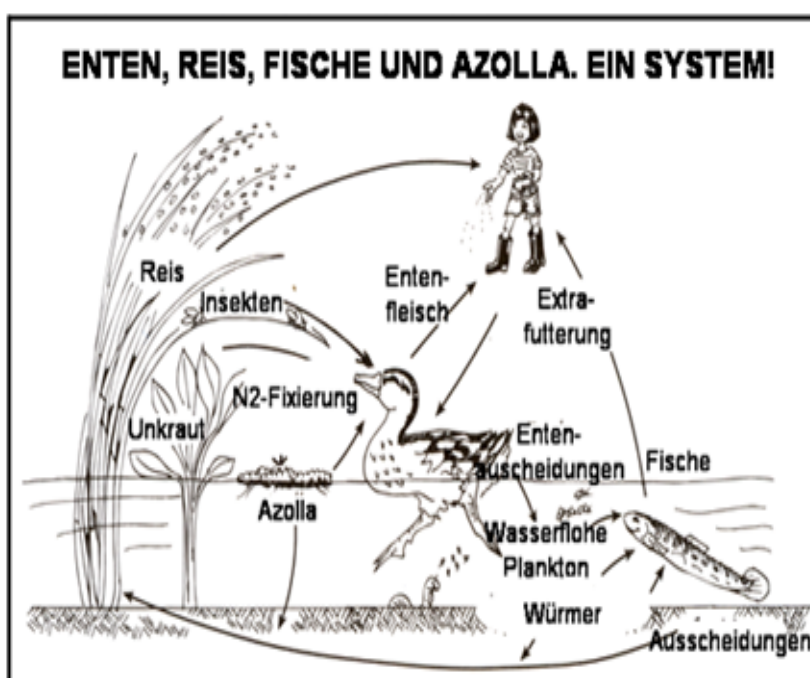 ENTEN, REIS, FISCHE UND AZOLLA. EIN SYSTEM!
Reis
Insekten
Enten-
fleisch
Extra-
futterung
N2-Fixierung
Unkraut
Enten-
auscheidungen
Fische
Azolla
Wasserflohe
Plankton
Würmer
Ausscheidungen